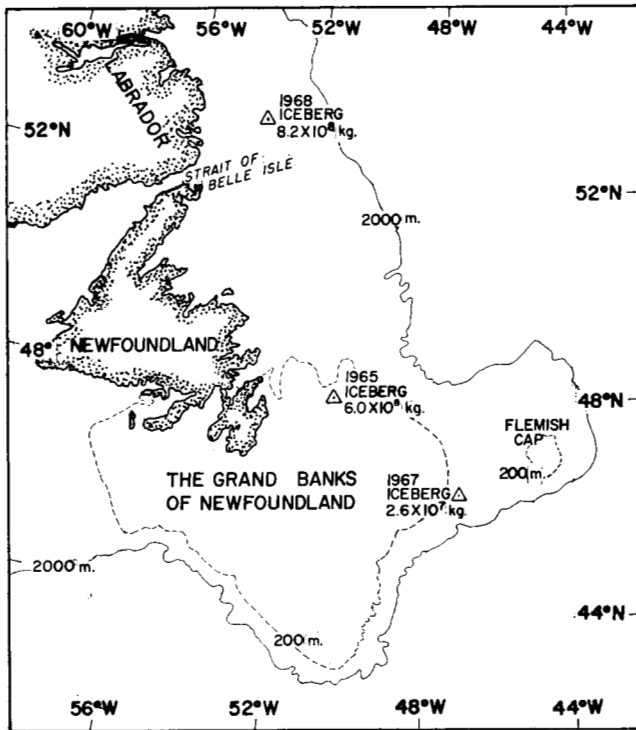 60°W 56°W 52°W 48°W 44°W
LABRADOR
1968
ICEBERG
8.2X10⁸ kg.
52°N
STRAIT OF
BELLE ISLE
52°N
2000 m.
48°
NEWFOUNDLAND
1965
ICEBERG
6.0X10⁸ kg.
48°N
FLEMISH
CAP
200 m.
THE GRAND BANKS
OF NEWFOUNDLAND
1967
ICEBERG
2.6X10⁷ kg.
2000 m.
44°N
200 m.
56°W 52°W 48°W 44°W